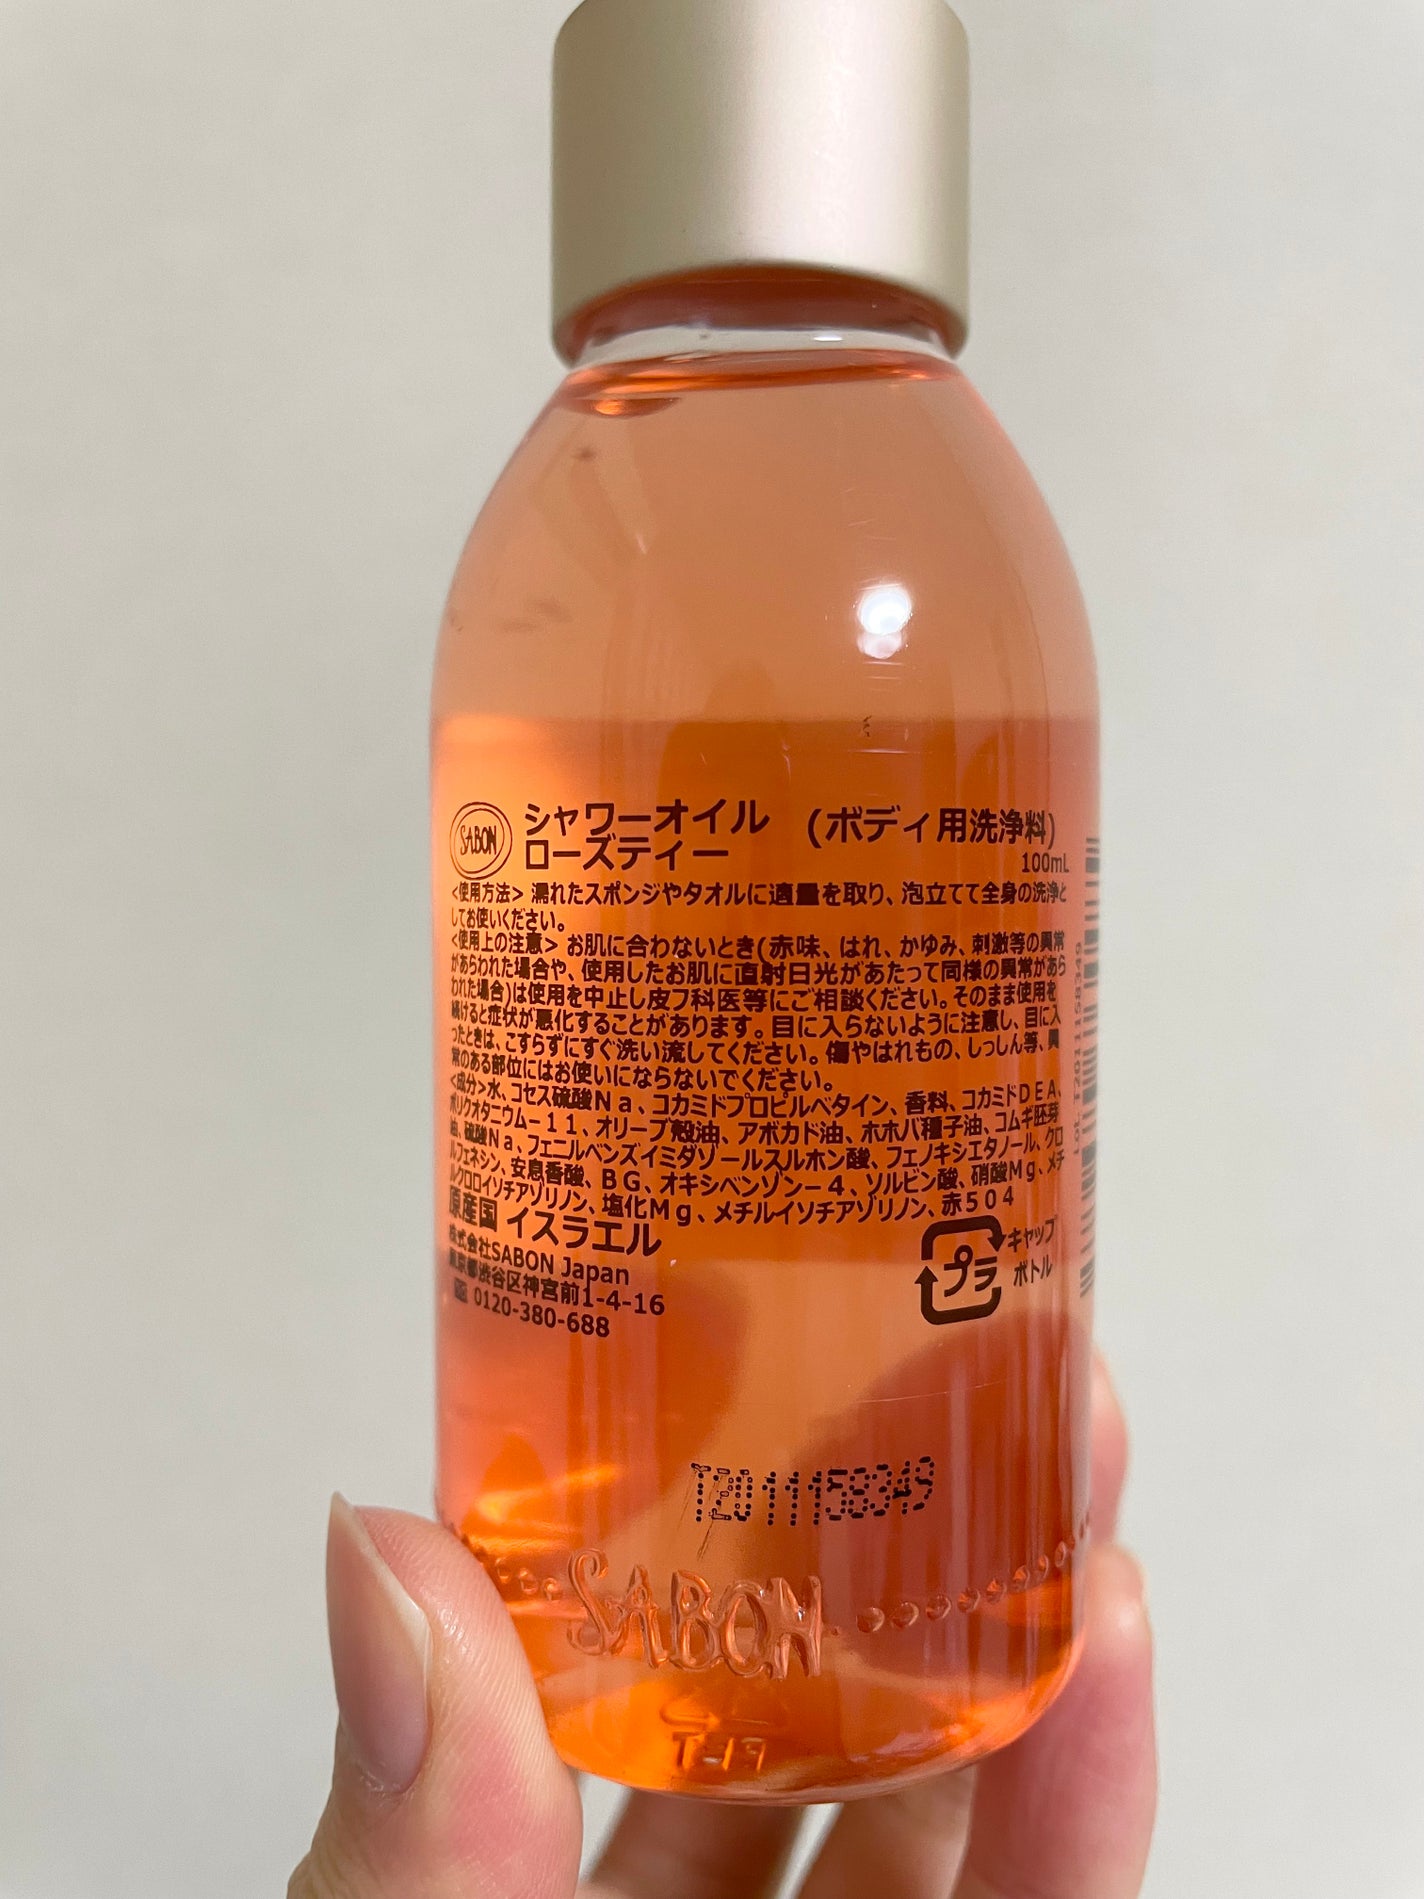 SABON
シャワーオイル (ボディ用洗浄料)
ローズティー 100mL
<使用方法> 濡れたスポンジやタオルに適量を取り、泡立てて全身の洗浄と
してお使いください。
<使用上の注意> お肌に合わないとき(赤味、はれ、かゆみ、刺激等の異常
があらわれた場合や、使用したお肌に直射日光があたって同様の異常があら
われた場合)は使用を中止し皮フ科医等にご相談ください。そのまま使用を
続けると症状が悪化することがあります。目に入らないように注意し、目に入
ったときは、こすらずにすぐ洗い流してください。傷やはれもの、しっしん等、異
常のある部位にはお使いにならないでください。
<成分>水、コセス硫酸Na、コカミドプロピルベタイン、香料、コカミドDEA、
ポリクオタニウム-11、オリーブ殻油、アボカド油、ホホバ種子油、コムギ胚芽
油、硫酸Na、フェニルベンズイミダゾールスルホン酸、フェノキシエタノール、クロ
ルフェネシン、安息香酸、BG、オキシベンゾン-4、ソルビン酸、硝酸Mg、メチ
ルクロロイソチアゾリノン、塩化Mg、メチルイソチアゾリノン、赤504
原産国 イスラエル
株式会社SABON Japan
東京都渋谷区神宮前1-4-16
0120-380-688
プラ
キャップ
ボトル
LOT. T2011158349
TE2011158349
SABON
PET